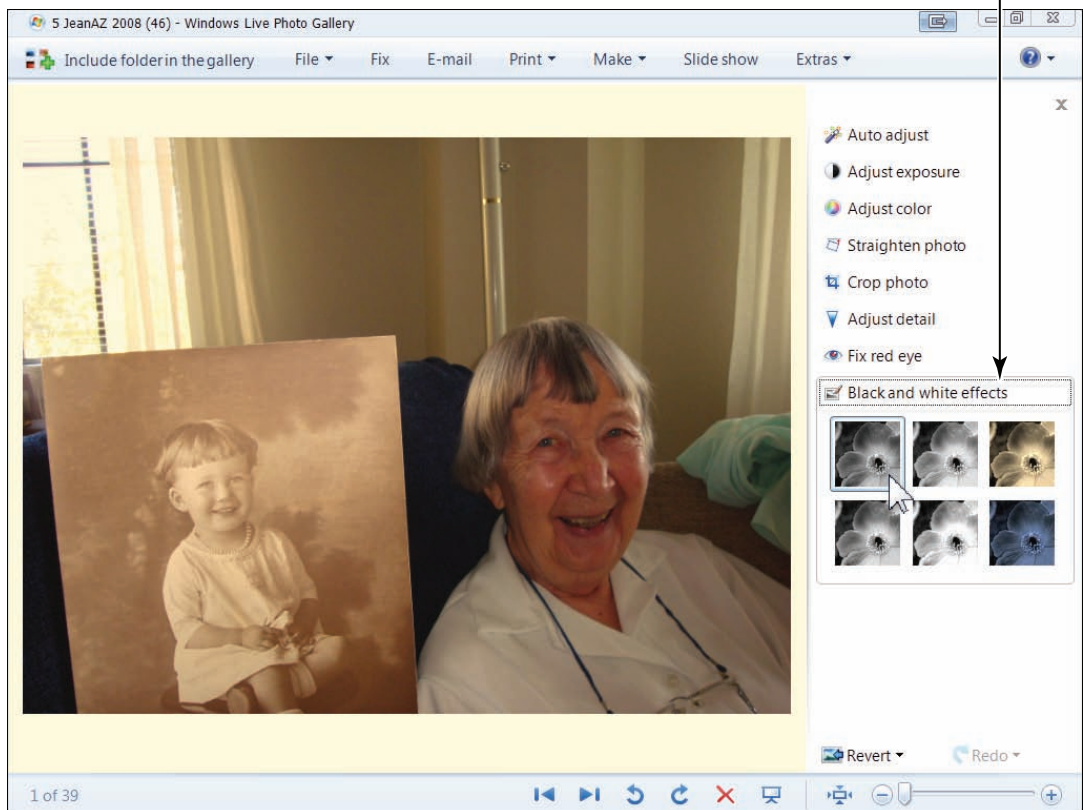 5 JeanAZ 2008 (46) - Windows Live Photo Gallery
Include folder in the gallery File Fix E-mail Print Make Slide show Extras
Auto adjust
Adjust exposure
Adjust color
Straighten photo
Crop photo
Adjust detail
Fix red eye
Black and white effects
Revert Redo
1 of 39